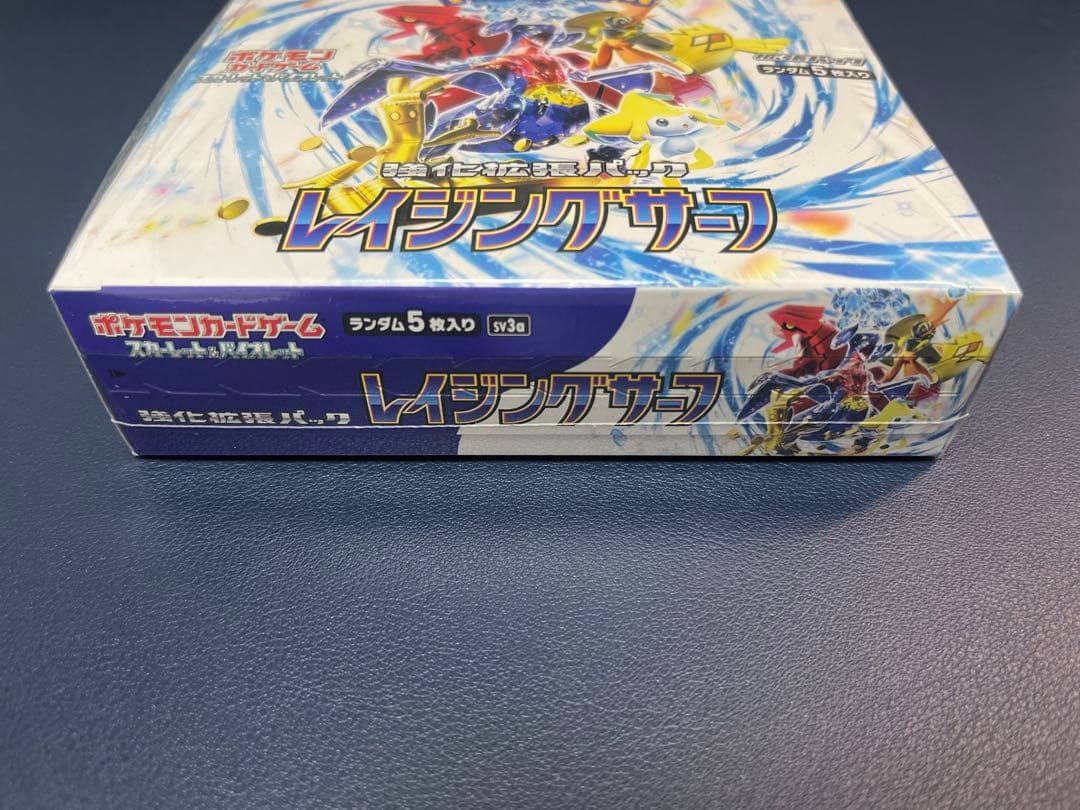 ポケモン
カードゲーム
スカーレット&バイオレット
ランダム5枚入り
強化拡張パック
レイジングサーフ
ポケモンカードゲーム
スカーレット&バイオレット
ランダム5枚入り
sv3a
強化拡張パック
レイジングサーフ